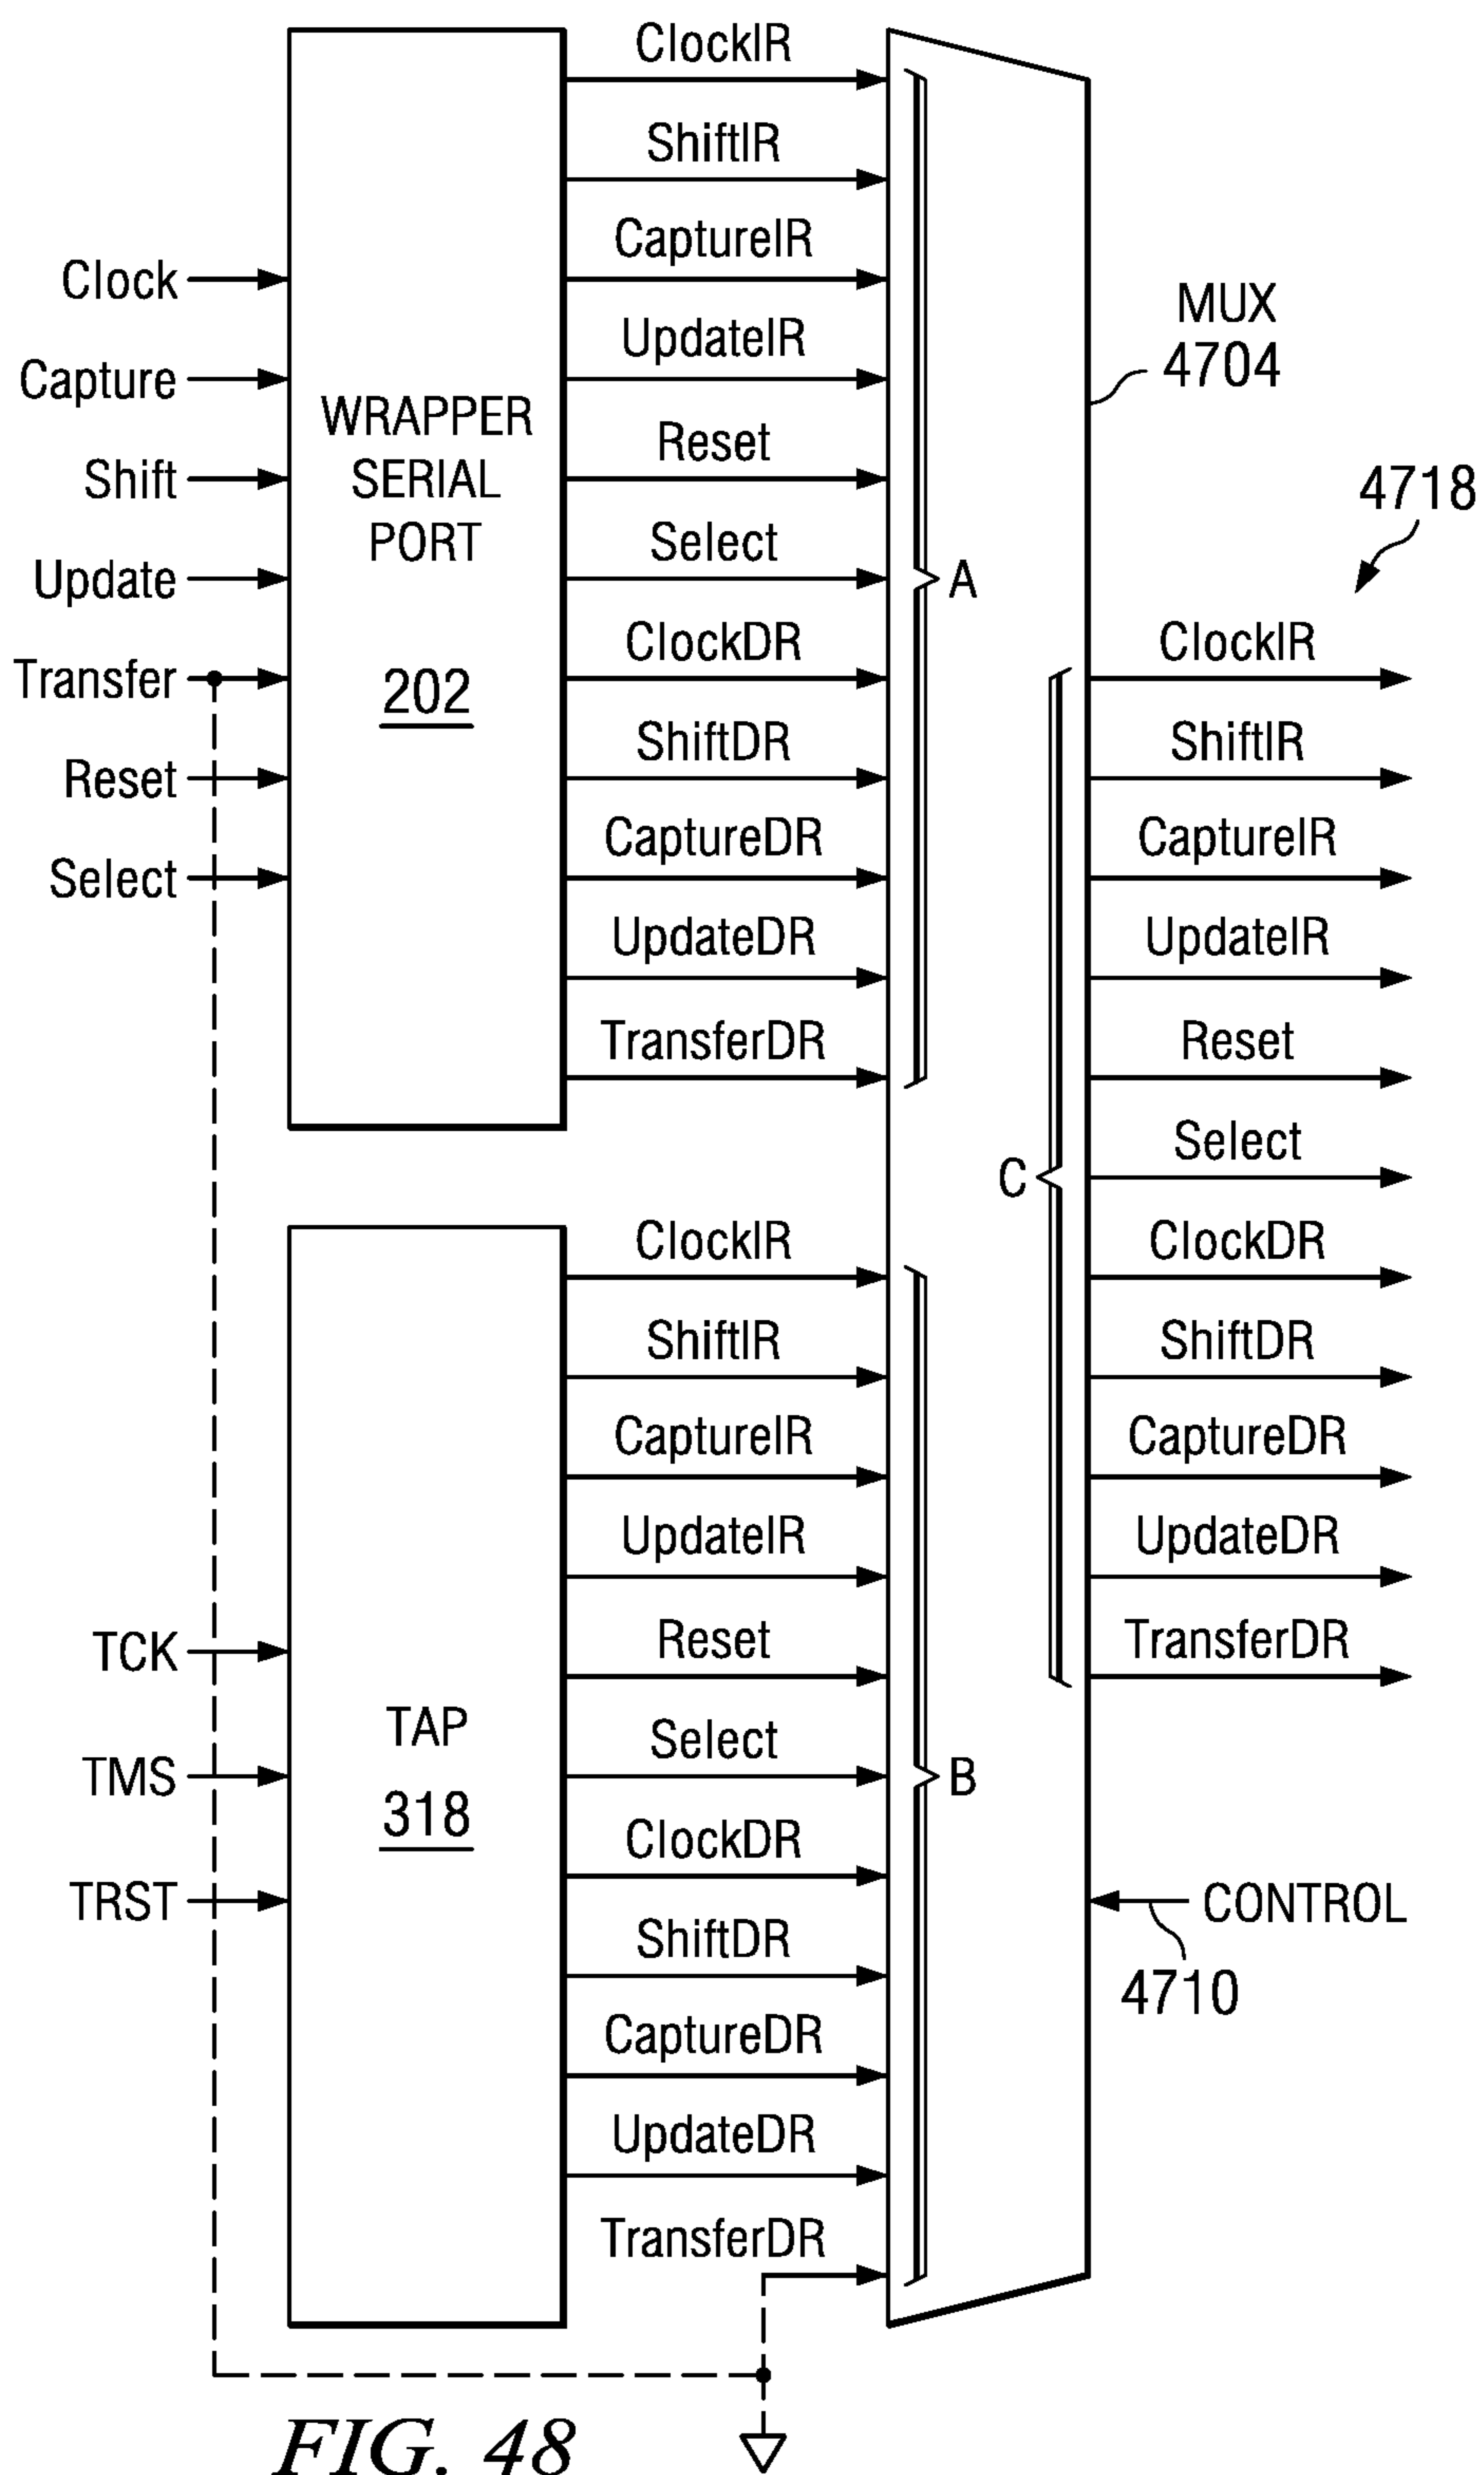 Clock
Capture
Shift
Update
Transfer
Reset
Select
WRAPPER
SERIAL
PORT
202
ClockIR
ShiftIR
CaptureIR
UpdateIR
Reset
Select
ClockDR
ShiftDR
CaptureDR
UpdateDR
TransferDR
A
TCK
TMS
TRST
TAP
318
ClockIR
ShiftIR
CaptureIR
UpdateIR
Reset
Select
ClockDR
ShiftDR
CaptureDR
UpdateDR
TransferDR
B
MUX
4704
4718
C
ClockIR
ShiftIR
CaptureIR
UpdateIR
Reset
Select
ClockDR
ShiftDR
CaptureDR
UpdateDR
TransferDR
CONTROL
4710
FIG. 48